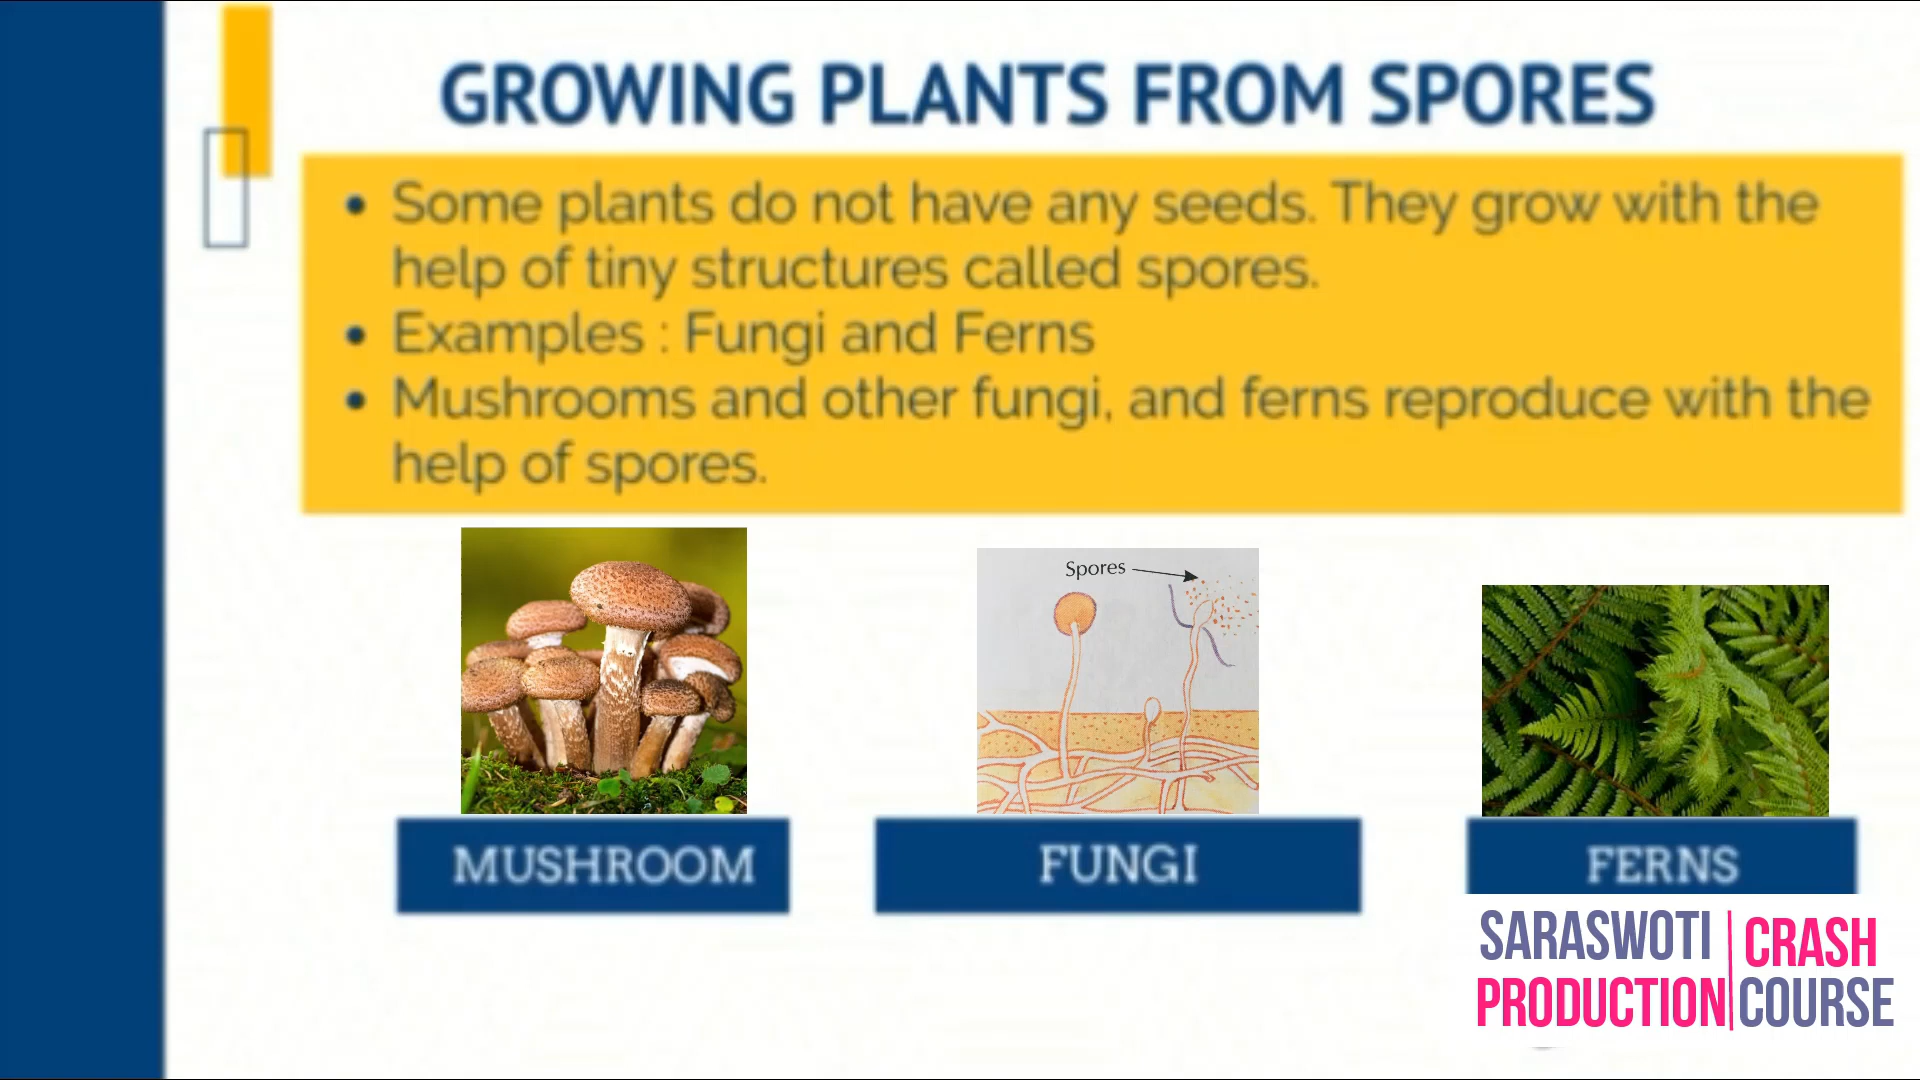 GROWING PLANTS FROM SPORES
• Some plants do not have any seeds. They grow with the
help of tiny structures called spores.
• Examples : Fungi and Ferns
• Mushrooms and other fungi, and ferns reproduce with the
help of spores.
Spores
MUSHROOM
FUNGI
FERNS
SARASWOTI
PRODUCTION
CRASH
COURSE